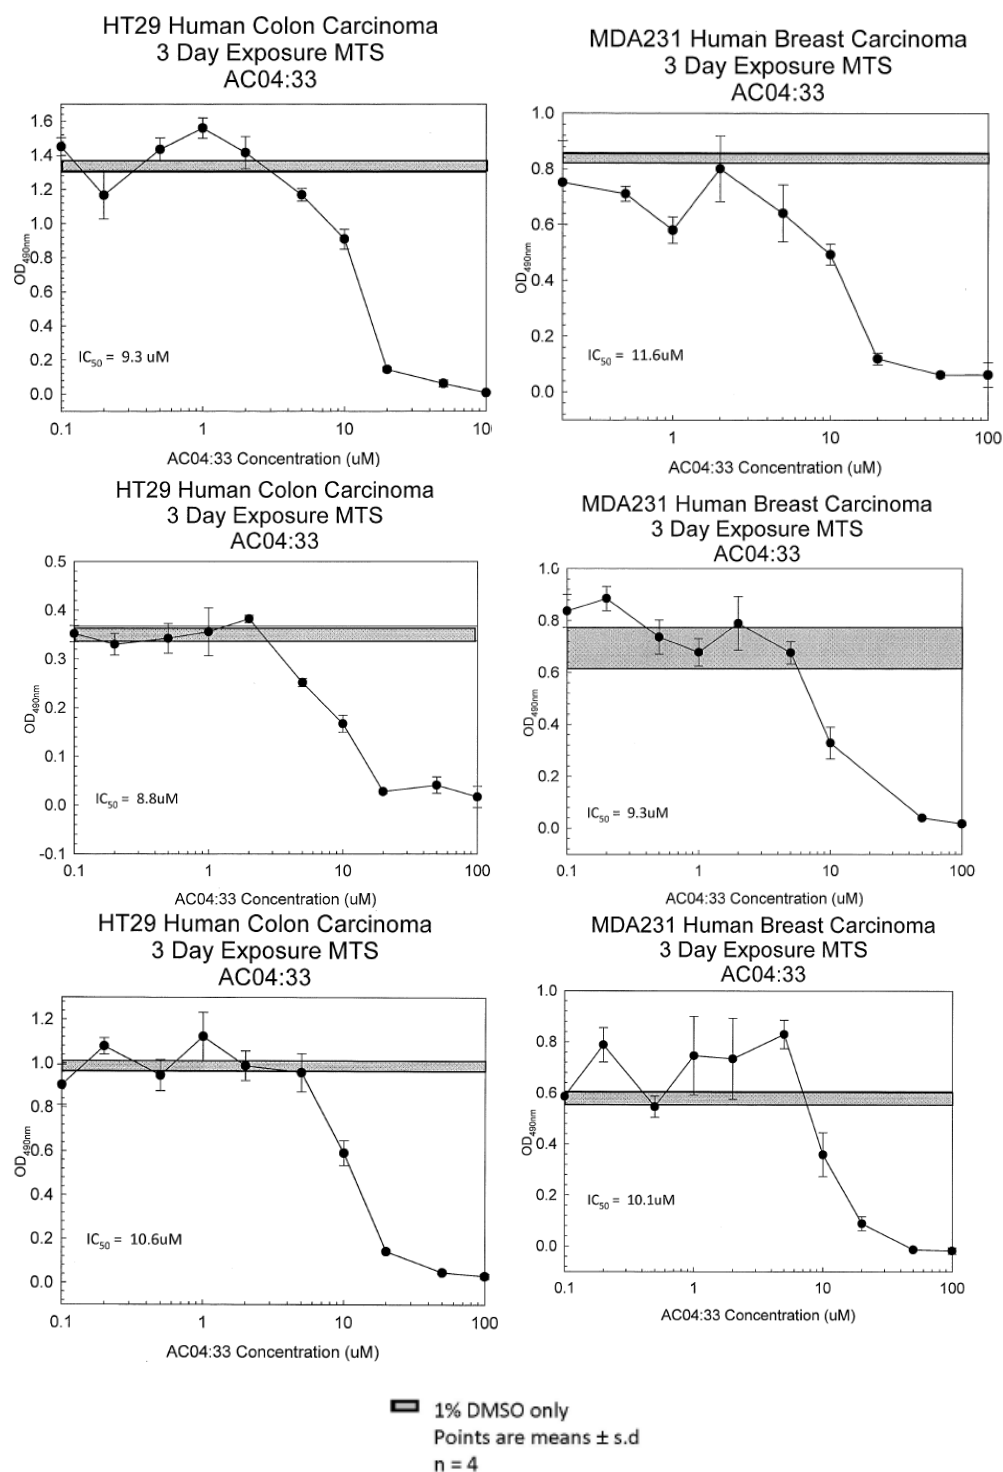 HT29 Human Colon Carcinoma
3 Day Exposure MTS
AC04:33
1.6
1.4
1.2
1.0
0.8
0.6
0.4
0.2
0.0
OD490nm
IC50 = 9.3 uM
0.1
1
10
10
AC04:33 Concentration (uM)
MDA231 Human Breast Carcinoma
3 Day Exposure MTS
AC04:33
1.0
0.8
0.6
0.4
0.2
0.0
OD490nm
IC50 = 11.6uM
1
10
100
AC04:33 Concentration (uM)
HT29 Human Colon Carcinoma
3 Day Exposure MTS
AC04:33
0.5
0.4
0.3
0.2
0.1
0.0
-0.1
OD490nm
IC50 = 8.8uM
0.1
1
10
100
AC04:33 Concentration (uM)
MDA231 Human Breast Carcinoma
3 Day Exposure MTS
AC04:33
1.0
0.8
0.6
0.4
0.2
0.0
OD490nm
IC50 = 9.3uM
0.1
1
10
100
AC04:33 Concentration (uM)
HT29 Human Colon Carcinoma
3 Day Exposure MTS
AC04:33
1.2
1.0
0.8
0.6
0.4
0.2
0.0
OD490nm
IC50 = 10.6uM
0.1
1
10
100
AC04:33 Concentration (uM)
MDA231 Human Breast Carcinoma
3 Day Exposure MTS
AC04:33
1.0
0.8
0.6
0.4
0.2
0.0
OD490nm
IC50 = 10.1uM
0.1
1
10
100
AC04:33 Concentration (uM)
1% DMSO only
Points are means ± s.d
n = 4